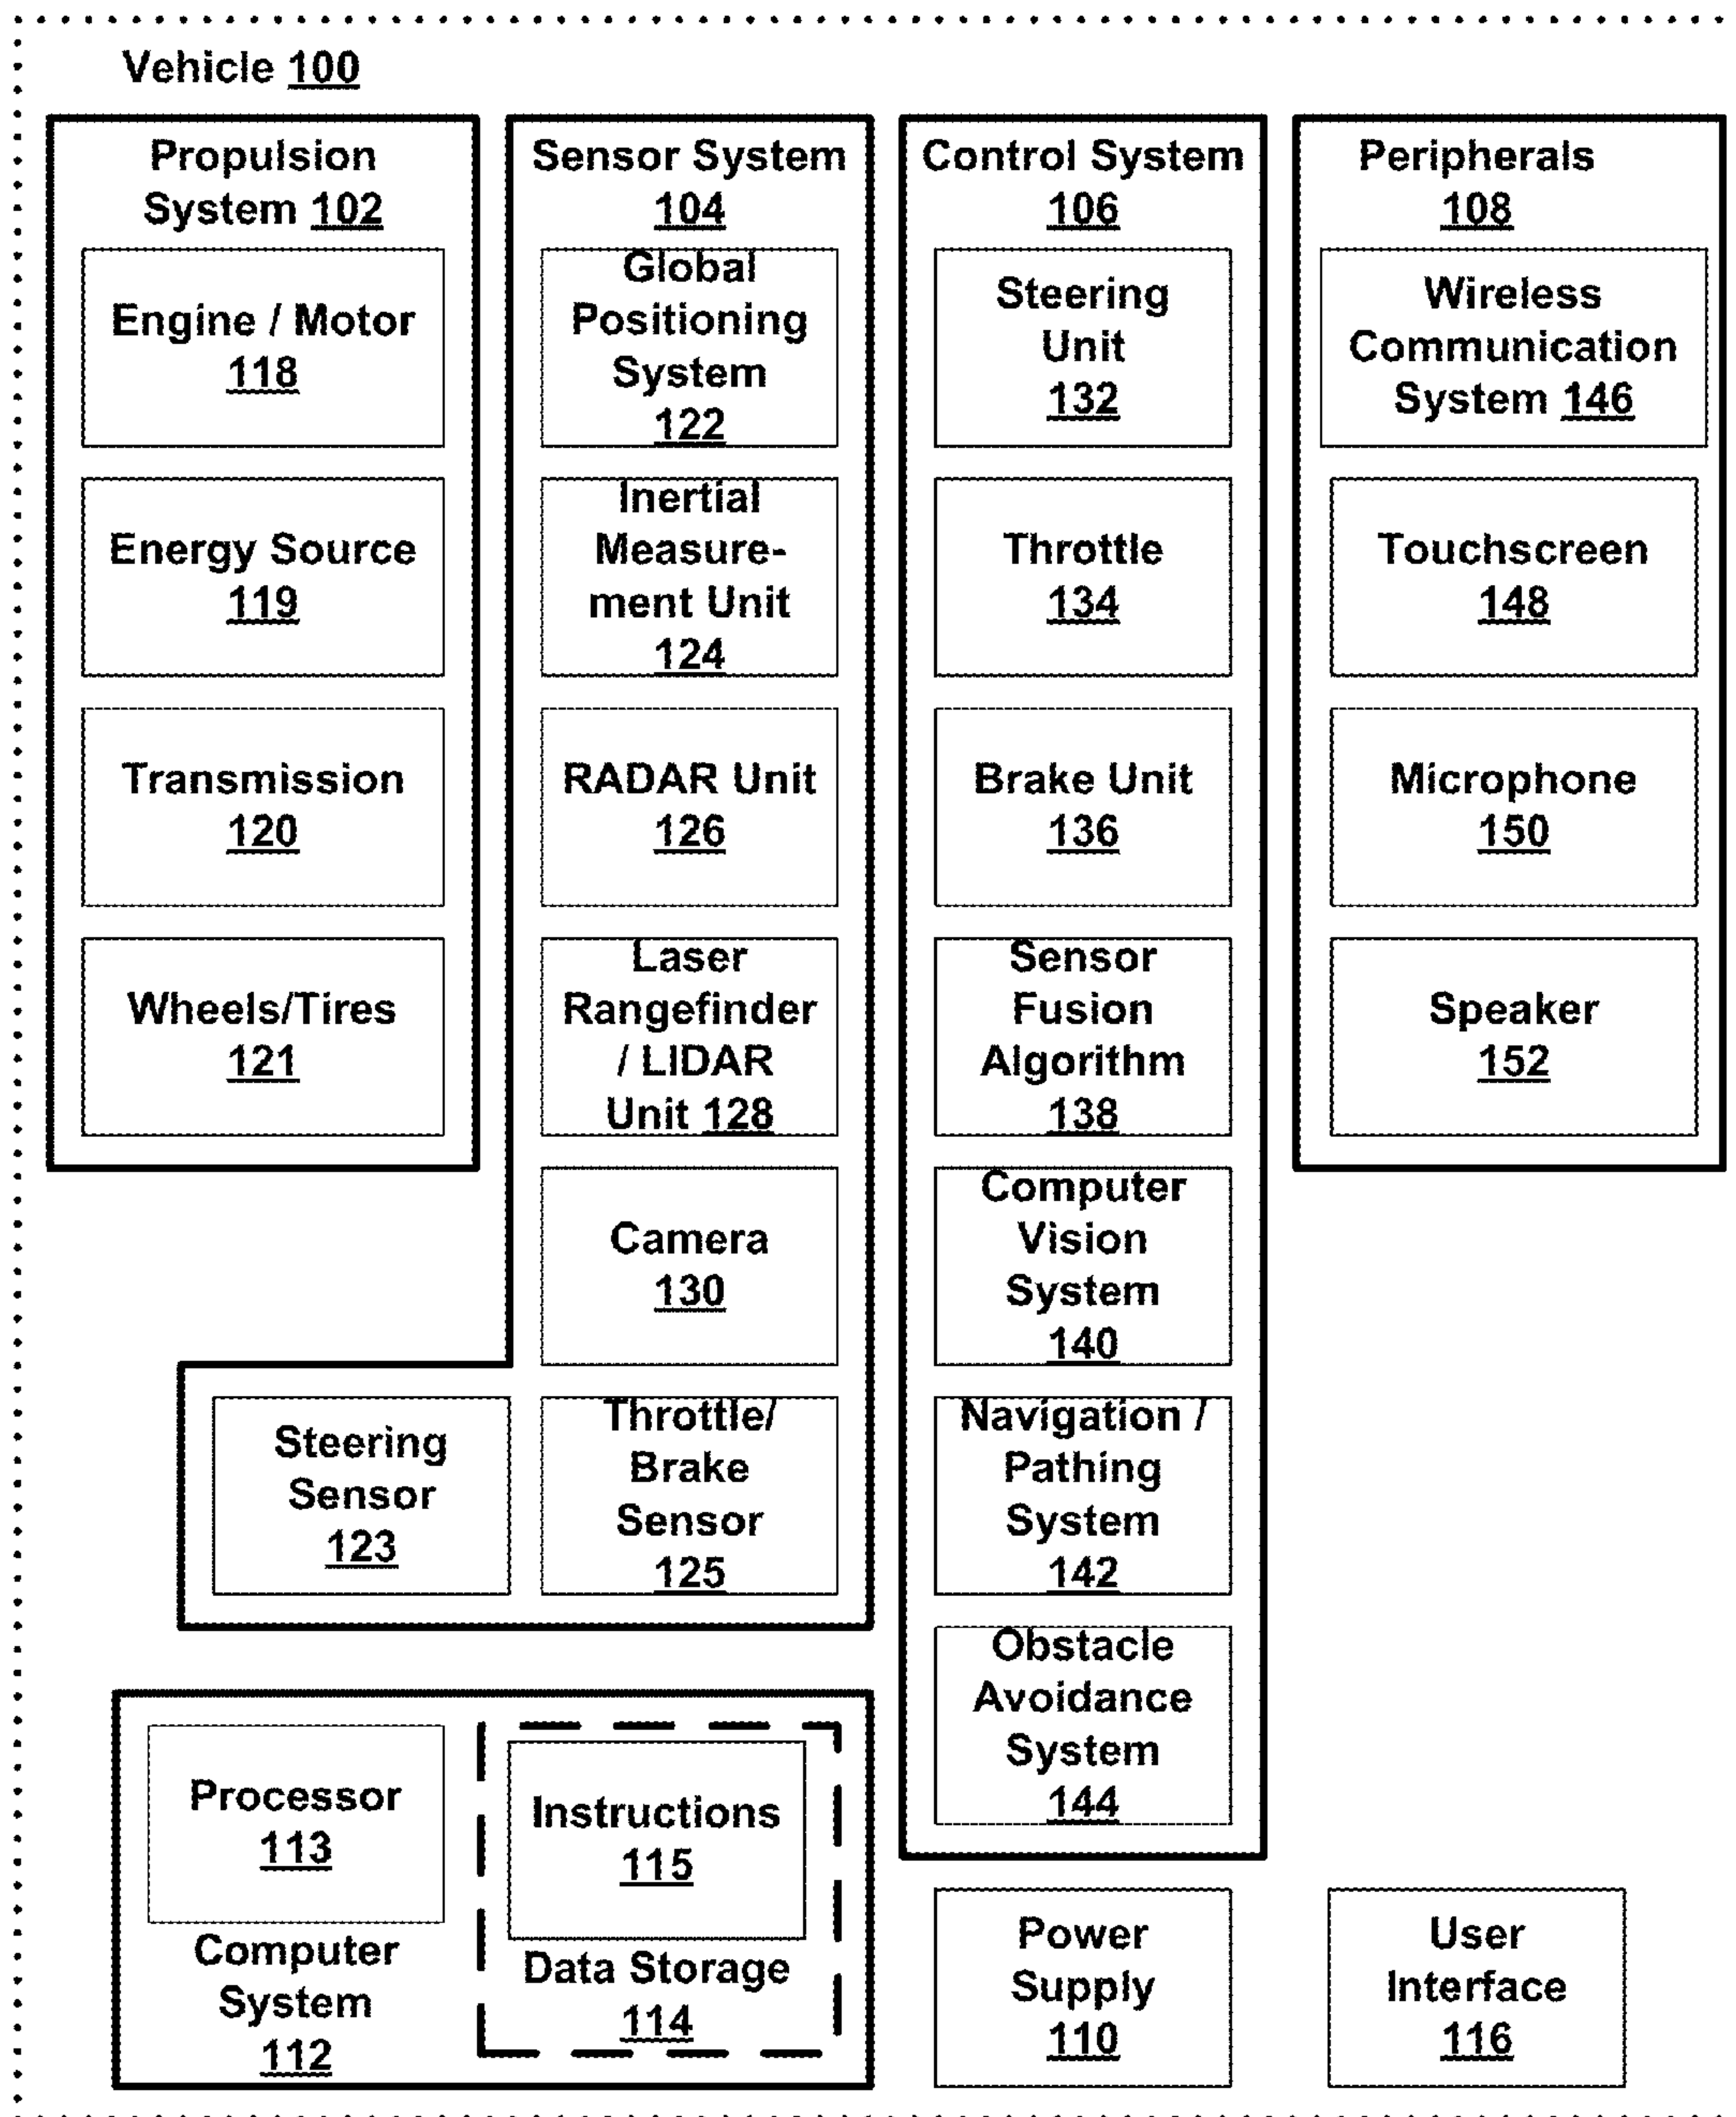 Vehicle 100
Propulsion
System 102
Engine / Motor
118
Energy Source
119
Transmission
120
Wheels/Tires
121
Sensor System
104
Global
Positioning
System
122
Inertial
Measure-
ment Unit
124
RADAR Unit
126
Laser
Rangefinder
/ LIDAR
Unit 128
Camera
130
Steering
Sensor
123
Throttle/
Brake
Sensor
125
Control System
106
Steering
Unit
132
Throttle
134
Brake Unit
136
Sensor
Fusion
Algorithm
138
Computer
Vision
System
140
Navigation /
Pathing
System
142
Obstacle
Avoidance
System
144
Peripherals
108
Wireless
Communication
System 146
Touchscreen
148
Microphone
150
Speaker
152
Processor
113
Computer
System
112
Instructions
115
Data Storage
114
Power
Supply
110
User
Interface
116